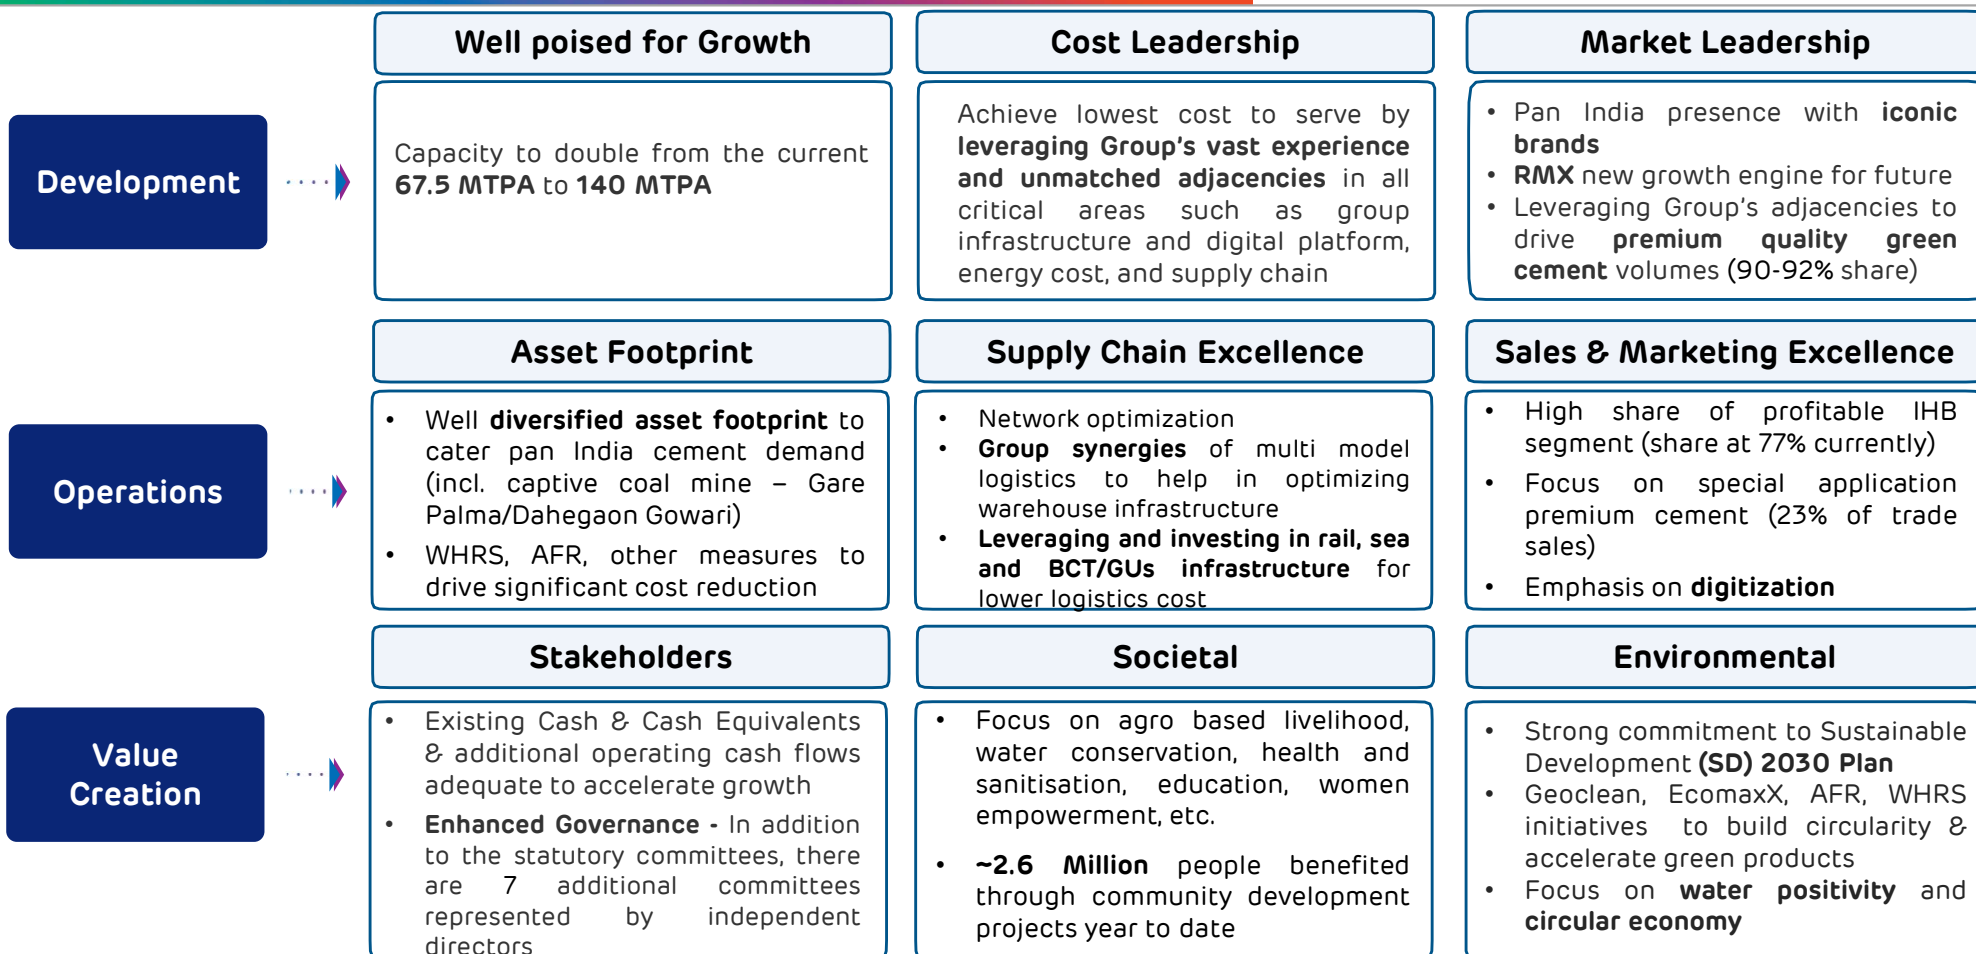 Well poised for Growth
Cost Leadership
Market Leadership
Development
Capacity to double from the current
67.5 MTPA to 140 MTPA
Achieve lowest cost to serve by
leveraging Group's vast experience
and unmatched adjacencies in all
critical areas such as group
infrastructure and digital platform,
energy cost, and supply chain
• Pan India presence with iconic
brands
• RMX new growth engine for future
• Leveraging Group's adjacencies to
drive premium quality green
cement volumes (90-92% share)
Asset Footprint
Supply Chain Excellence
Sales & Marketing Excellence
Operations
• Well diversified asset footprint to
cater pan India cement demand
(incl. captive coal mine – Gare
Palma/Dahegaon Gowari)
• WHRS, AFR, other measures to
drive significant cost reduction
• Network optimization
• Group synergies of multi model
logistics to help in optimizing
warehouse infrastructure
• Leveraging and investing in rail, sea
and BCT/GUs infrastructure for
lower logistics cost
• High share of profitable IHB
segment (share at 77% currently)
• Focus on special application
premium cement (23% of trade
sales)
• Emphasis on digitization
Stakeholders
Societal
Environmental
Value
Creation
• Existing Cash & Cash Equivalents
& additional operating cash flows
adequate to accelerate growth
• Enhanced Governance - In addition
to the statutory committees, there
are 7 additional committees
represented by independent
directors
• Focus on agro based livelihood,
water conservation, health and
sanitisation, education, women
empowerment, etc.
• ~2.6 Million people benefited
through community development
projects year to date
• Strong commitment to Sustainable
Development (SD) 2030 Plan
• Geoclean, EcomaxX, AFR, WHRS
initiatives to build circularity &
accelerate green products
• Focus on water positivity and
circular economy